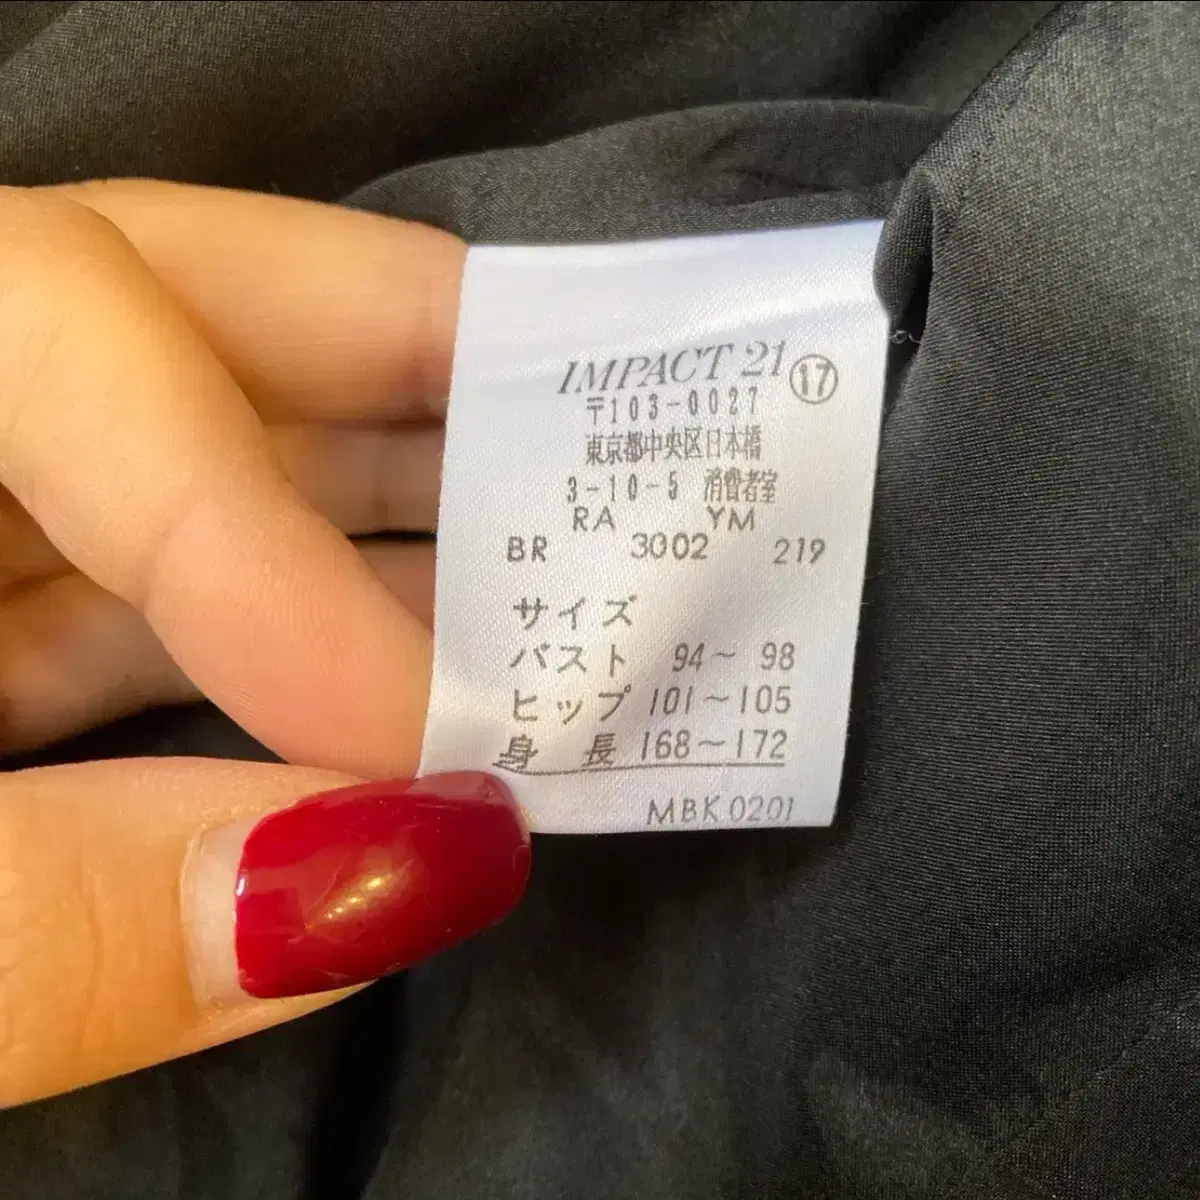 IMPACT 21 ⑰
〒103-0027
東京都中央区日本橋
3-10-5 消費者室
RA YM
BR 3002 219
サイズ
バスト 94〜98
ヒップ 101〜105
身長 168〜172
MBK 0201